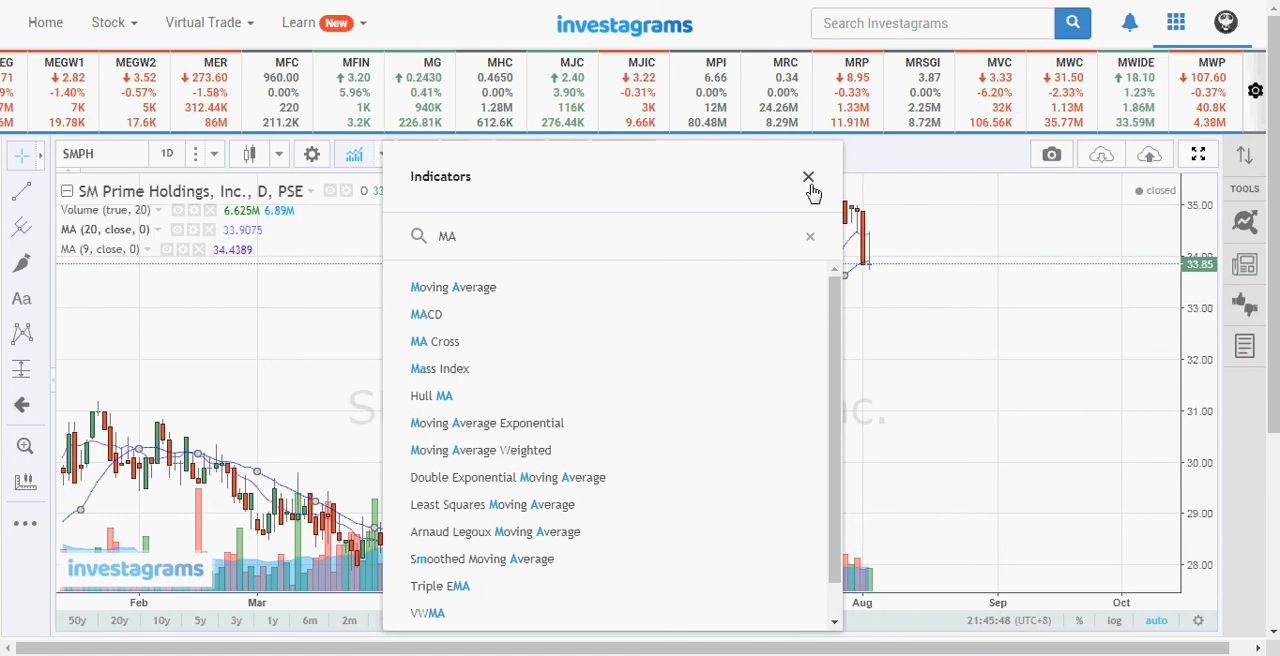 Home Stock Virtual Trade Learn New investagrams Search Investagrams
EG MEGW1 MEGW2 MER MFC MFIN MG MHC MJC MJIC MPI MRC MRP MRSGI MVC MWC MWIDE MWP
71 2.82 3.52 273.60 960.00 3.20 0.2430 0.4650 2.40 3.22 6.66 0.34 8.95 3.87 3.33 31.50 18.10 107.60
9% -1.40% -0.57% -1.58% 0.00% 5.96% 0.41% 0.00% 3.90% -0.31% 0.00% 0.00% -0.33% 0.00% -6.20% -2.33% 1.23% -0.37%
7M 7K 5K 312.44K 220 1K 940K 1.28M 116K 3K 12M 24.26M 1.33M 2.25M 32K 1.13M 1.86M 40.8K
6M 19.78K 17.6K 86M 211.2K 3.2K 226.81K 612.6K 276.44K 9.66K 80.48M 8.29M 11.91M 8.72M 106.56K 35.77M 33.59M 4.38M
SMPH 1D
SM Prime Holdings, Inc., D, PSE O 33
Volume (true, 20) 6.625M 6.89M
MA (20, close, 0) 33.9075
MA (9, close, 0) 34.4389
Indicators
MA
Moving Average
MACD
MA Cross
Mass Index
Hull MA
Moving Average Exponential
Moving Average Weighted
Double Exponential Moving Average
Least Squares Moving Average
Arnaud Legoux Moving Average
Smoothed Moving Average
Triple EMA
VWMA
closed
TOOLS
35.00
33.85
33.00
32.00
31.00
30.00
29.00
28.00
Aa
S
c.
investagrams
Feb Mar Aug Sep Oct
50y 20y 10y 5y 3y 1y 6m 2m 21:45:48 (UTC+8) % log auto